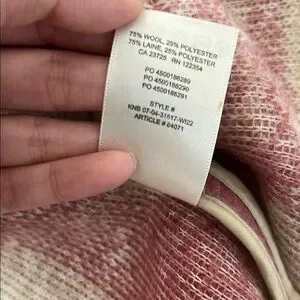 75% WOOL, 25% POLYESTER
75% LAINE, 25% POLYESTER
CA 23725 RN 122354
PO 4500186289
PO 4500186290
PO 4500186291
STYLE #
KNB 07-04-31617-W022
ARTICLE # 64071